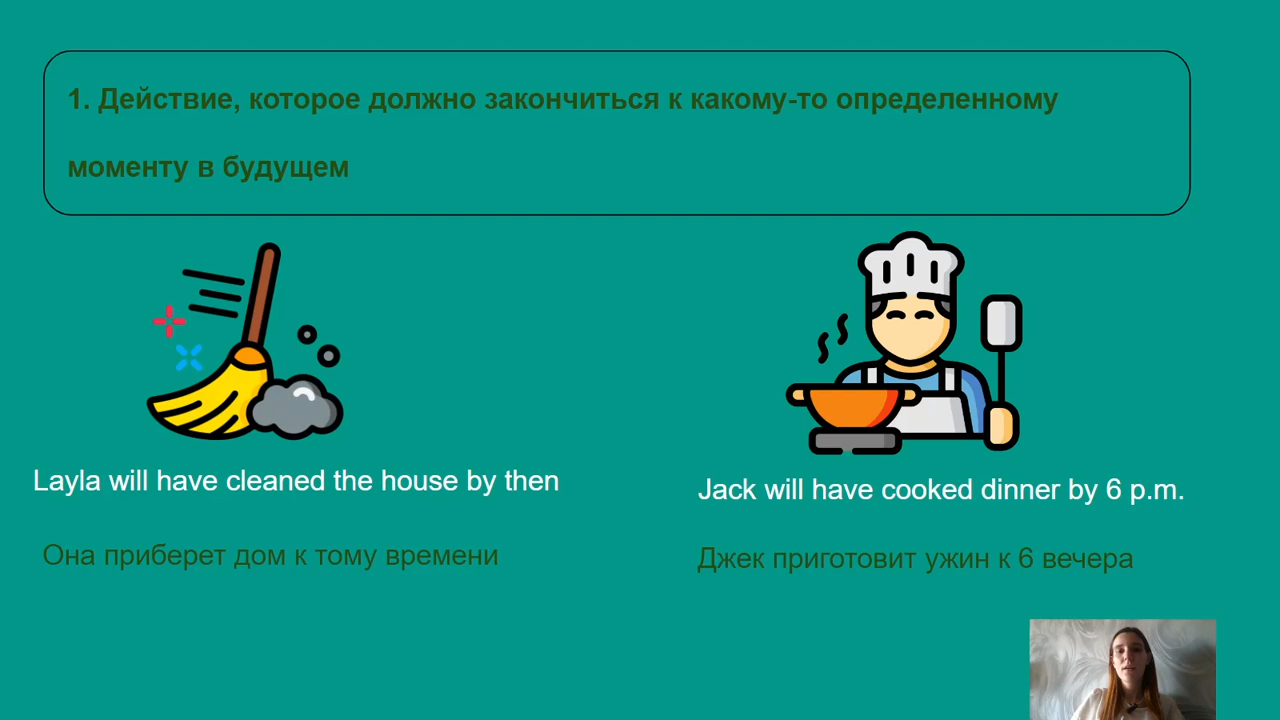 1. Действие, которое должно закончиться к какому-то определенному
моменту в будущем
Layla will have cleaned the house by then
Она приберет дом к тому времени
Jack will have cooked dinner by 6 p.m.
Джек приготовит ужин к 6 вечера